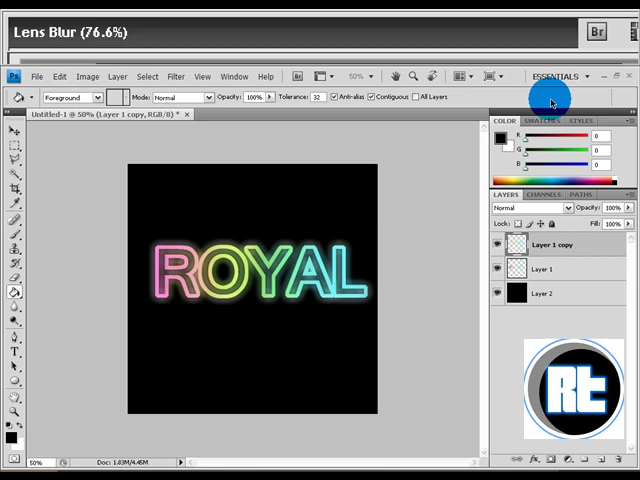 Lens Blur (76.6%)
Br
Ps File Edit Image Layer Select Filter View Window Help Br 50% ESSENTIALS
Foreground Mode: Normal Opacity: 100% Tolerance: 32 Anti-alias Contiguous All Layers
Untitled-1 @ 50% (Layer 1 copy, RGB/8) * ×
COLOR SWATCHES STYLES
R 0
G 0
B 0
LAYERS CHANNELS PATHS
Normal Opacity: 100%
Lock: Fill: 100%
Layer 1 copy
Layer 1
Layer 2
ROYAL
Rt
50% Doc: 1.83M/4.45M